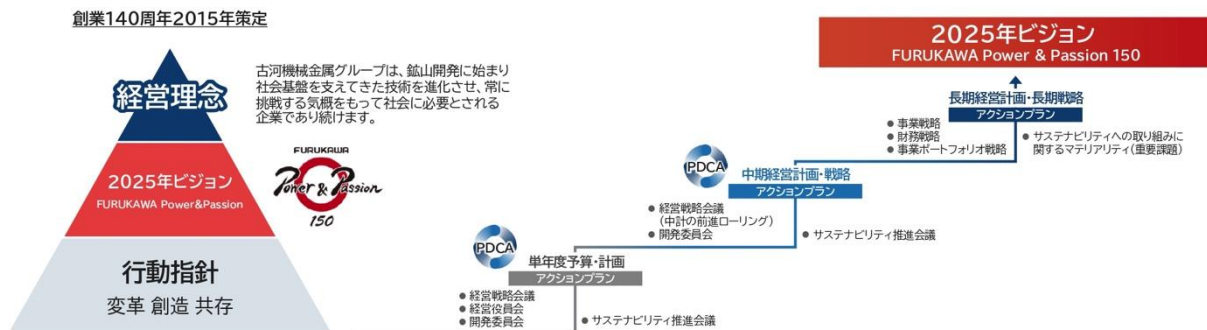 創業140周年2015年策定
経営理念
古河機械金属グループは、鉱山開発に始まり
社会基盤を支えてきた技術を進化させ、常に
挑戦する気概をもって社会に必要とされる
企業であり続けます。
2025年ビジョン
FURUKAWA Power&Passion
FURUKAWA
Power & Passion
150
行動指針
変革 創造 共存
2025年ビジョン
FURUKAWA Power & Passion 150
長期経営計画・長期戦略
アクションプラン
● 事業戦略
● 財務戦略
● 事業ポートフォリオ戦略
● サステナビリティへの取り組みに
関するマテリアリティ（重要課題）
PDCA
中期経営計画・戦略
アクションプラン
● 経営戦略会議
（中計の前進ローリング）
● 開発委員会
● サステナビリティ推進会議
PDCA
単年度予算・計画
アクションプラン
● 経営戦略会議
● 経営役員会
● 開発委員会
● サステナビリティ推進会議